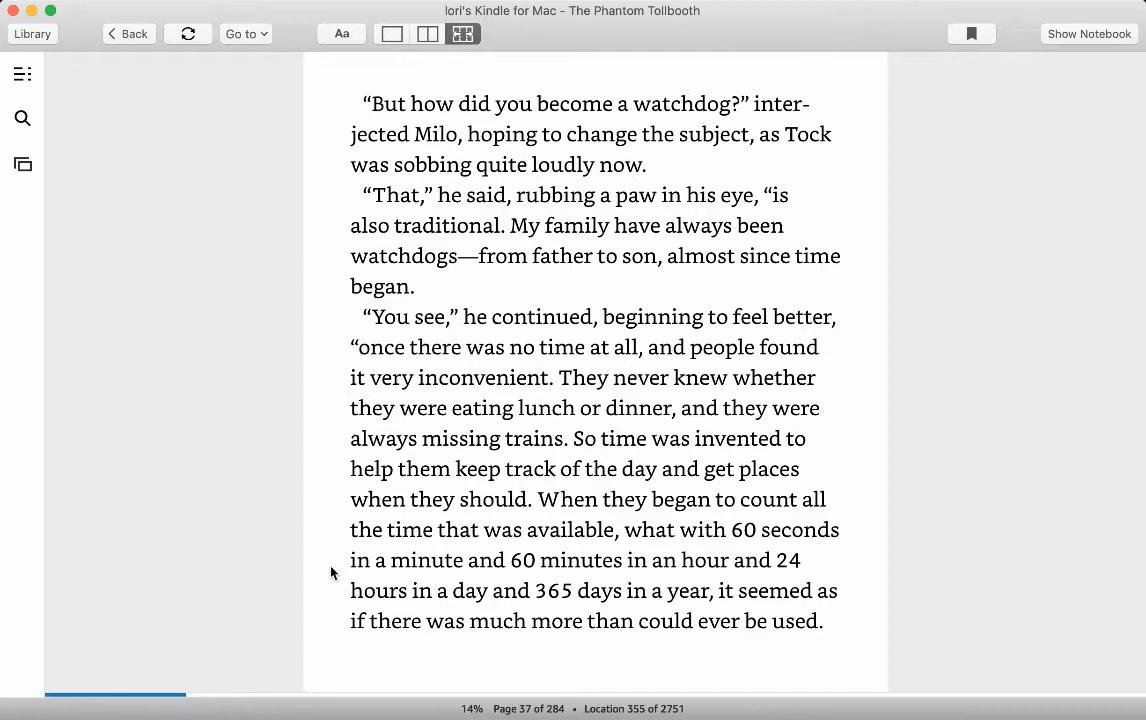 lori's Kindle for Mac - The Phantom Tollbooth
Library
Back
Go to
Aa
Show Notebook
“But how did you become a watchdog?” inter-
jected Milo, hoping to change the subject, as Tock
was sobbing quite loudly now.
“That,” he said, rubbing a paw in his eye, “is
also traditional. My family have always been
watchdogs—from father to son, almost since time
began.
“You see,” he continued, beginning to feel better,
“once there was no time at all, and people found
it very inconvenient. They never knew whether
they were eating lunch or dinner, and they were
always missing trains. So time was invented to
help them keep track of the day and get places
when they should. When they began to count all
the time that was available, what with 60 seconds
in a minute and 60 minutes in an hour and 24
hours in a day and 365 days in a year, it seemed as
if there was much more than could ever be used.
14% Page 37 of 284 • Location 355 of 2751